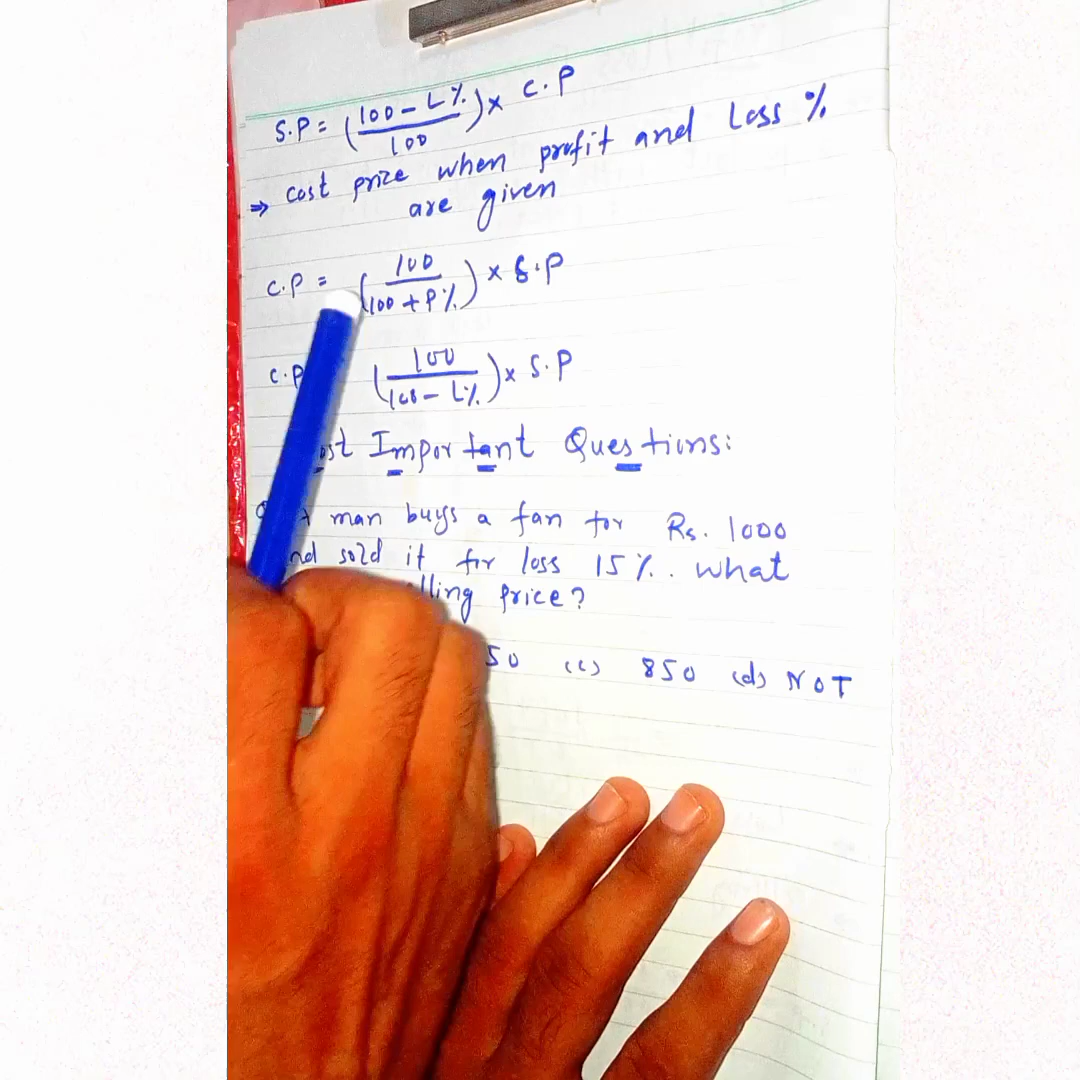 S.P = (100 - L% / 100) × C.P
⇒ cost price when profit and Loss %
are given
C.P = (100 / 100 + P%) × S.P
C.P (100 / 100 - L%) × S.P
Important Questions:
man buys a fan for Rs. 1000
sold it for loss 15%. what
price?
(c) 850 (d) NOT